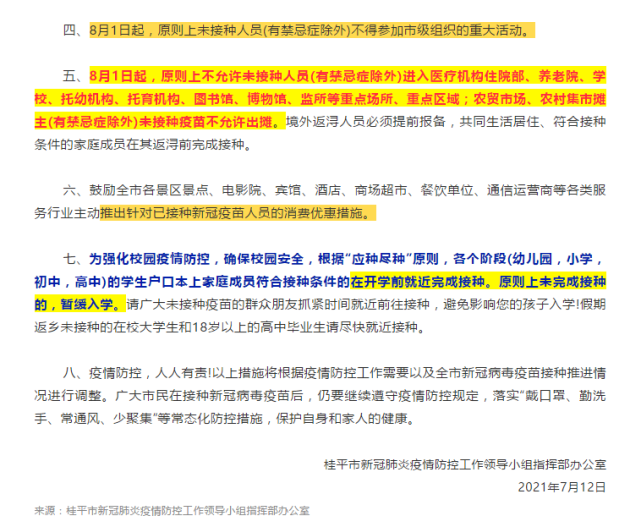 四、8月1日起，原则上未接种人员(有禁忌症除外)不得参加市级组织的重大活动。
五、8月1日起，原则上不允许未接种人员(有禁忌症除外)进入医疗机构住院部、养老院、学
校、托幼机构、托育机构、图书馆、博物馆、监所等重点场所、重点区域；农贸市场、农村集市摊
主(有禁忌症除外)未接种疫苗不允许出摊。境外返浔人员必须提前报备，共同生活居住、符合接种
条件的家庭成员在其返浔前完成接种。
六、鼓励全市各景区景点、电影院、宾馆、酒店、商场超市、餐饮单位、通信运营商等各类服
务行业主动推出针对已接种新冠疫苗人员的消费优惠措施。
七、为强化校园疫情防控，确保校园安全，根据“应种尽种”原则，各个阶段(幼儿园，小学，
初中，高中)的学生户口本上家庭成员符合接种条件的在开学前就近完成接种。原则上未完成接种
的，暂缓入学。请广大未接种疫苗的群众朋友抓紧时间就近前往接种，避免影响您的孩子入学!假期
返乡未接种的在校大学生和18岁以上的高中毕业生请尽快就近接种。
八、疫情防控，人人有责!以上措施将根据疫情防控工作需要以及全市新冠病毒疫苗接种推进情
况进行调整。广大市民在接种新冠病毒疫苗后，仍要继续遵守疫情防控规定，落实“戴口罩、勤洗
手、常通风、少聚集”等常态化防控措施，保护自身和家人的健康。
桂平市新冠肺炎疫情防控工作领导小组指挥部办公室
2021年7月12日
来源：桂平市新冠肺炎疫情防控工作领导小组指挥部办公室